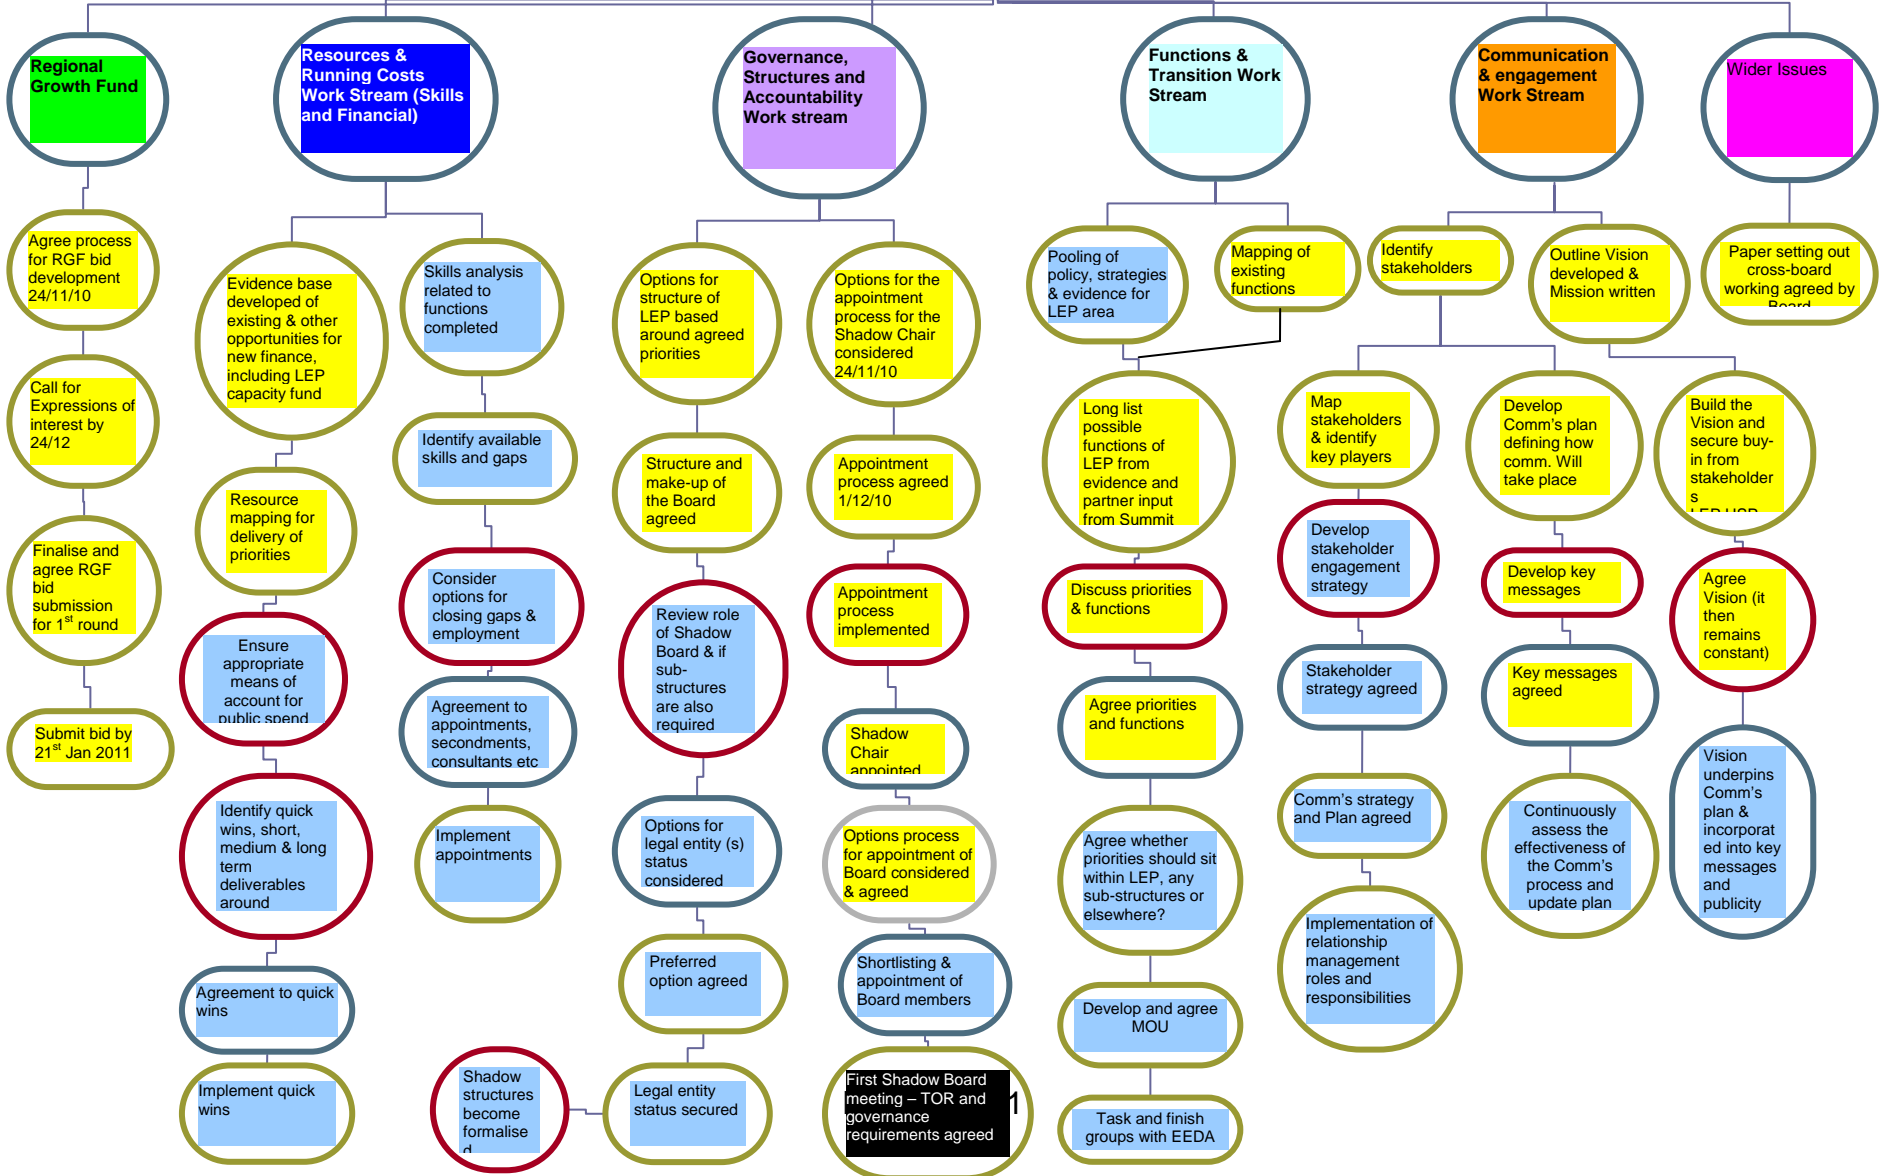 Regional
Growth Fund
Resources &
Running Costs
Work Stream (Skills
and Financial)
Governance,
Structures and
Accountability
Work stream
Functions &
Transition Work
Stream
Communication
& engagement
Work Stream
Wider Issues
Agree process
for RGF bid
development
24/11/10
Call for
Expressions of
interest by
24/12
Finalise and
agree RGF
bid
submission
for 1st round
Submit bid by
21st Jan 2011
Evidence base
developed of
existing & other
opportunities for
new finance,
including LEP
capacity fund
Resource
mapping for
delivery of
priorities
Ensure
appropriate
means of
account for
public spend
Identify quick
wins, short,
medium & long
term
deliverables
around
Agreement to quick
wins
Implement quick
wins
Skills analysis
related to
functions
completed
Identify available
skills and gaps
Consider
options for
closing gaps &
employment
Agreement to
appointments,
secondments,
consultants etc
Implement
appointments
Options for
structure of
LEP based
around agreed
priorities
Structure and
make-up of
the Board
agreed
Review role
of Shadow
Board & if
sub-
structures
are also
required
Options for
legal entity (s)
status
considered
Preferred
option agreed
Legal entity
status secured
Shadow
structures
become
formalise
d
Options for the
appointment
process for the
Shadow Chair
considered
24/11/10
Appointment
process agreed
1/12/10
Appointment
process
implemented
Shadow
Chair
appointed
Options process
for appointment of
Board considered
& agreed
Shortlisting &
appointment of
Board members
First Shadow Board
meeting – TOR and
governance
requirements agreed
1
Pooling of
policy, strategies
& evidence for
LEP area
Mapping of
existing
functions
Long list
possible
functions of
LEP from
evidence and
partner input
from Summit
Discuss priorities
& functions
Agree priorities
and functions
Agree whether
priorities should sit
within LEP, any
sub-structures or
elsewhere?
Develop and agree
MOU
Task and finish
groups with EEDA
Identify
stakeholders
Map
stakeholders
& identify
key players
Develop
stakeholder
engagement
strategy
Stakeholder
strategy agreed
Comm's strategy
and Plan agreed
Implementation of
relationship
management
roles and
responsibilities
Develop
Comm's plan
defining how
comm. Will
take place
Develop key
messages
Key messages
agreed
Continuously
assess the
effectiveness of
the Comm's
process and
update plan
Outline Vision
developed &
Mission written
Build the
Vision and
secure buy-
in from
stakeholder
s
LEP USP
Agree
Vision (it
then
remains
constant)
Vision
underpins
Comm's
plan &
incorporat
ed into key
messages
and
publicity
Paper setting out
cross-board
working agreed by
Board